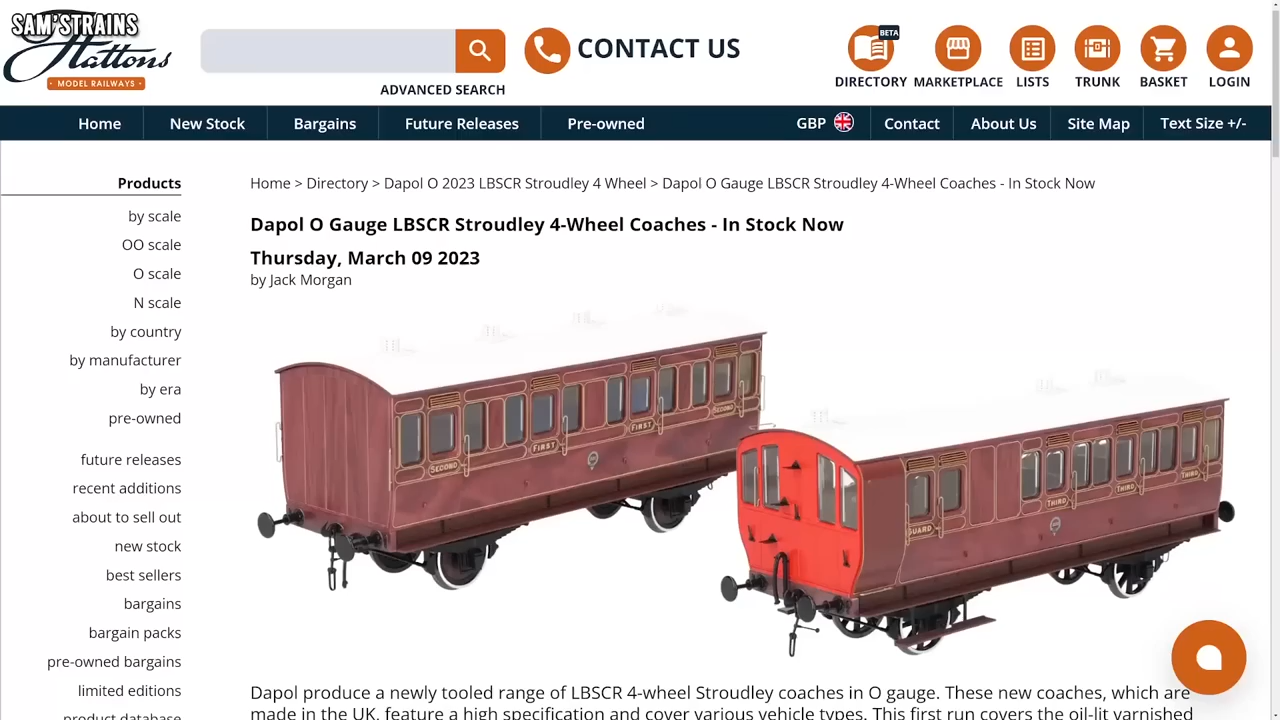 SAM'STRAINS
Hattons
MODEL RAILWAYS
ADVANCED SEARCH
CONTACT US
BETA
DIRECTORY
MARKETPLACE
LISTS
TRUNK
BASKET
LOGIN
Home
New Stock
Bargains
Future Releases
Pre-owned
GBP
Contact
About Us
Site Map
Text Size +/-
Products
by scale
OO scale
O scale
N scale
by country
by manufacturer
by era
pre-owned
future releases
recent additions
about to sell out
new stock
best sellers
bargains
bargain packs
pre-owned bargains
limited editions
product database
Home > Directory > Dapol O 2023 LBSCR Stroudley 4 Wheel > Dapol O Gauge LBSCR Stroudley 4-Wheel Coaches - In Stock Now
Dapol O Gauge LBSCR Stroudley 4-Wheel Coaches - In Stock Now
Thursday, March 09 2023
by Jack Morgan
SECOND
FIRST
FIRST
SECOND
GUARD
THIRD
THIRD
THIRD
Dapol produce a newly tooled range of LBSCR 4-wheel Stroudley coaches in O gauge. These new coaches, which are
made in the UK, feature a high specification and cover various vehicle types. This first run covers the oil-lit varnished